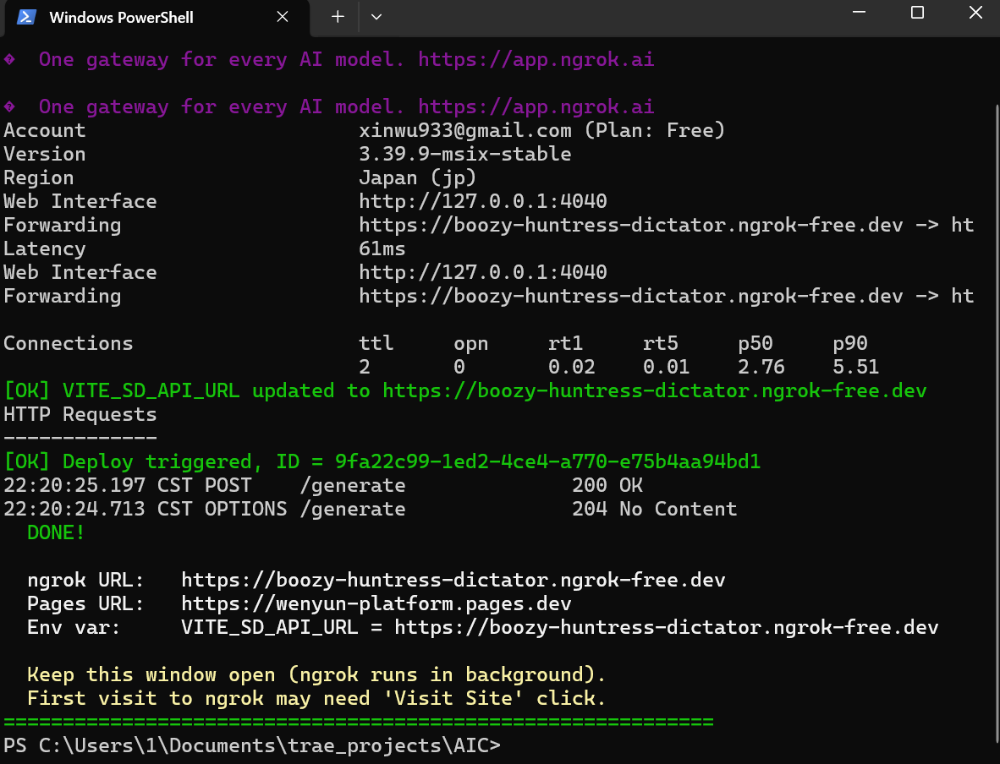 Windows PowerShell
� One gateway for every AI model. https://app.ngrok.ai
� One gateway for every AI model. https://app.ngrok.ai
Account xinwu933@gmail.com (Plan: Free)
Version 3.39.9-msix-stable
Region Japan (jp)
Web Interface http://127.0.0.1:4040
Forwarding https://boozy-huntress-dictator.ngrok-free.dev -> ht
Latency 61ms
Web Interface http://127.0.0.1:4040
Forwarding https://boozy-huntress-dictator.ngrok-free.dev -> ht
Connections ttl opn rt1 rt5 p50 p90
2 0 0.02 0.01 2.76 5.51
[OK] VITE_SD_API_URL updated to https://boozy-huntress-dictator.ngrok-free.dev
HTTP Requests
-------------
[OK] Deploy triggered, ID = 9fa22c99-1ed2-4ce4-a770-e75b4aa94bd1
22:20:25.197 CST POST /generate 200 OK
22:20:24.713 CST OPTIONS /generate 204 No Content
DONE!
ngrok URL: https://boozy-huntress-dictator.ngrok-free.dev
Pages URL: https://wenyun-platform.pages.dev
Env var: VITE_SD_API_URL = https://boozy-huntress-dictator.ngrok-free.dev
Keep this window open (ngrok runs in background).
First visit to ngrok may need 'Visit Site' click.
============================================================
PS C:\Users\1\Documents\trae_projects\AIC>